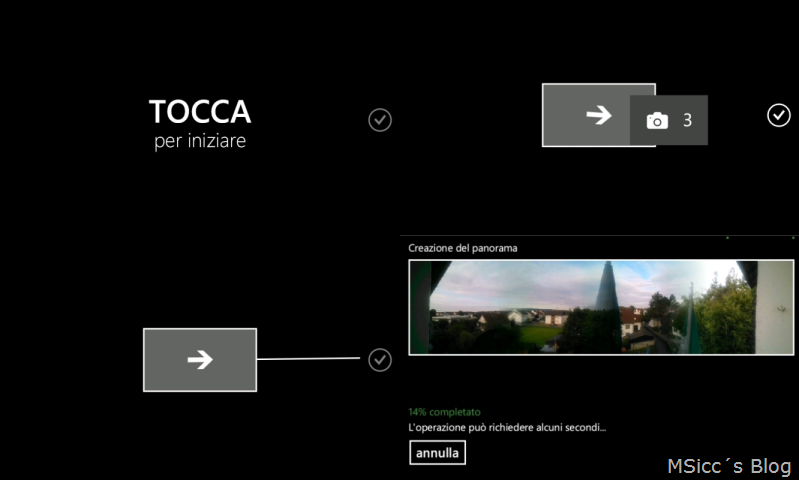 TOCCA
per iniziare
3
Creazione del panorama
14% completato
L'operazione può richiedere alcuni secondi...
annulla
MSicc´s Blog